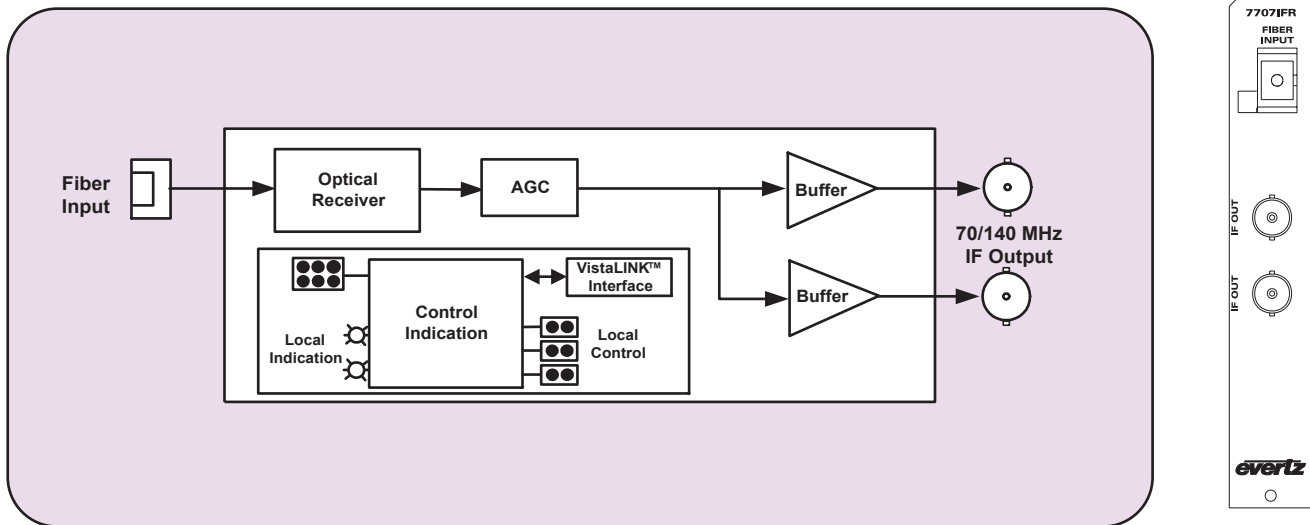 Fiber
Input
Optical
Receiver
AGC
Buffer
Buffer
70/140 MHz
IF Output
VistaLINK™
Interface
Control
Indication
Local
Indication
Local
Control
7707IFR
FIBER
INPUT
IF OUT
IF OUT
evertz